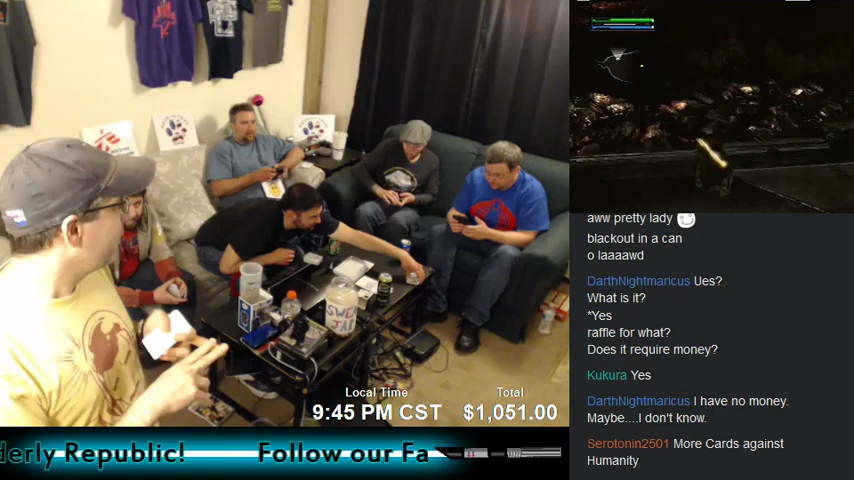 SWEAR
JAR
Local Time
Total
9:45 PM CST
$1,051.00
derly Republic!
Follow our Fa
aww pretty lady
blackout in a can
o laaaawd
DarthNightmaricus Ues?
What is it?
*Yes
raffle for what?
Does it require money?
Kukura Yes
DarthNightmaricus I have no money.
Maybe....I don't know.
Serotonin2501 More Cards against
Humanity